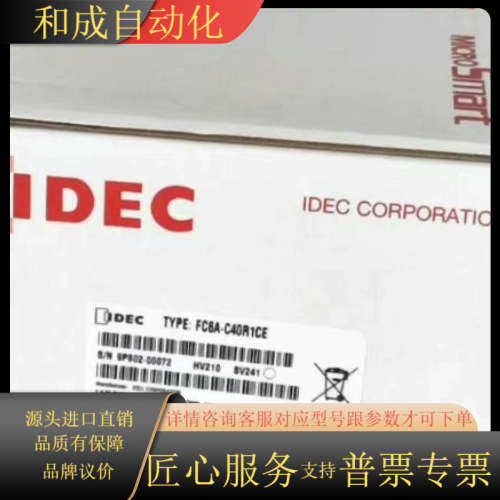 和成自动化
MICRO Smart
IDEC
IDEC CORPORATIO
IDEC TYPE: FC6A-C40R1CE
S/N 9P802-00072 HV210 SV241
源头进口直销
品质有保障
品牌议价
详情咨询客服对应型号跟参数才可下单
匠心服务 支持 普票专票